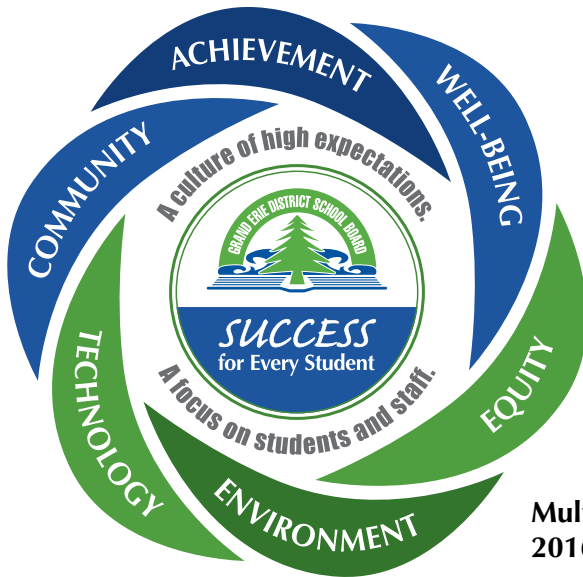 ACHIEVEMENT
WELL-BEING
EQUITY
ENVIRONMENT
TECHNOLOGY
COMMUNITY
A culture of high expectations.
GRAND ERIE DISTRICT SCHOOL BOARD
SUCCESS
for Every Student
A focus on students and staff.